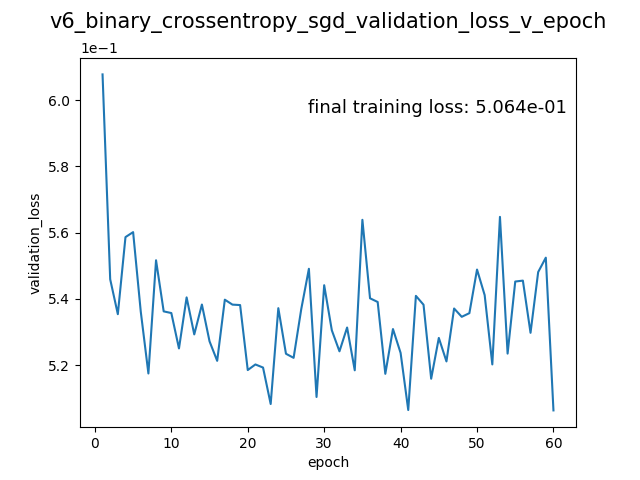 v6_binary_crossentropy_sgd_validation_loss_v_epoch
1e−1
final training loss: 5.064e-01
6.0
5.8
5.6
5.4
5.2
validation_loss
0 10 20 30 40 50 60
epoch